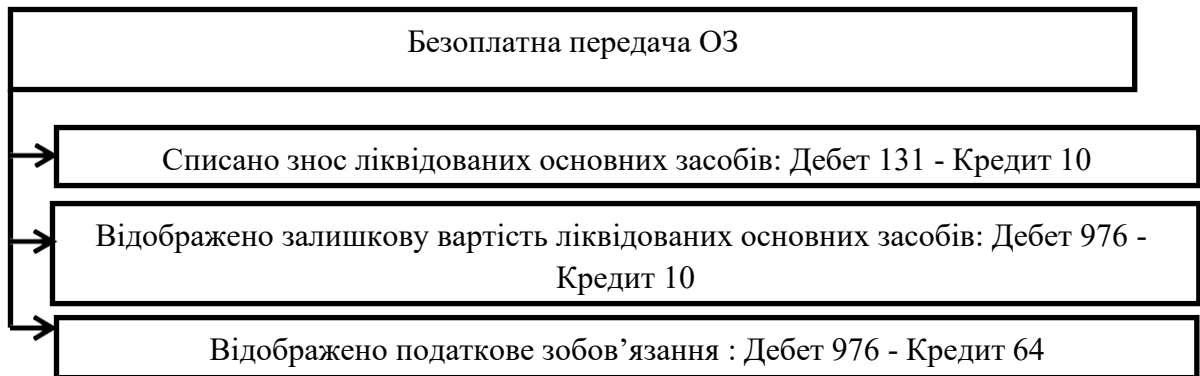 Безоплатна передача ОЗ
Списано знос ліквідованих основних засобів: Дебет 131 - Кредит 10
Відображено залишкову вартість ліквідованих основних засобів: Дебет 976 -
Кредит 10
Відображено податкове зобов’язання : Дебет 976 - Кредит 64